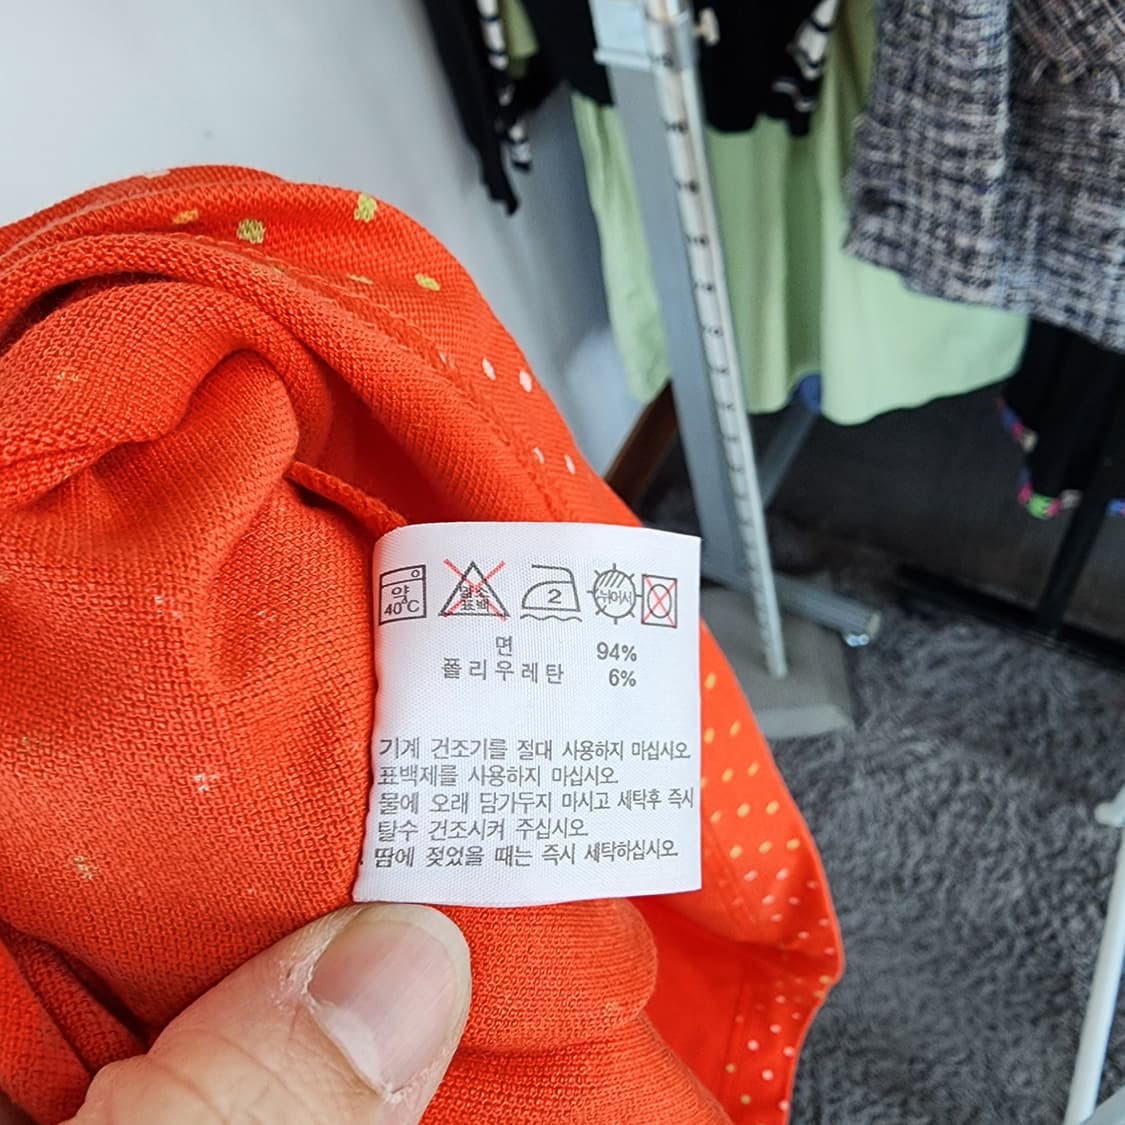 약 40℃
염소 표백
2
뉘어서
면 94%
폴리우레탄 6%
기계 건조기를 절대 사용하지 마십시오.
표백제를 사용하지 마십시오.
물에 오래 담가두지 마시고 세탁후 즉시
탈수 건조시켜 주십시오.
땀에 젖었을 때는 즉시 세탁하십시오.